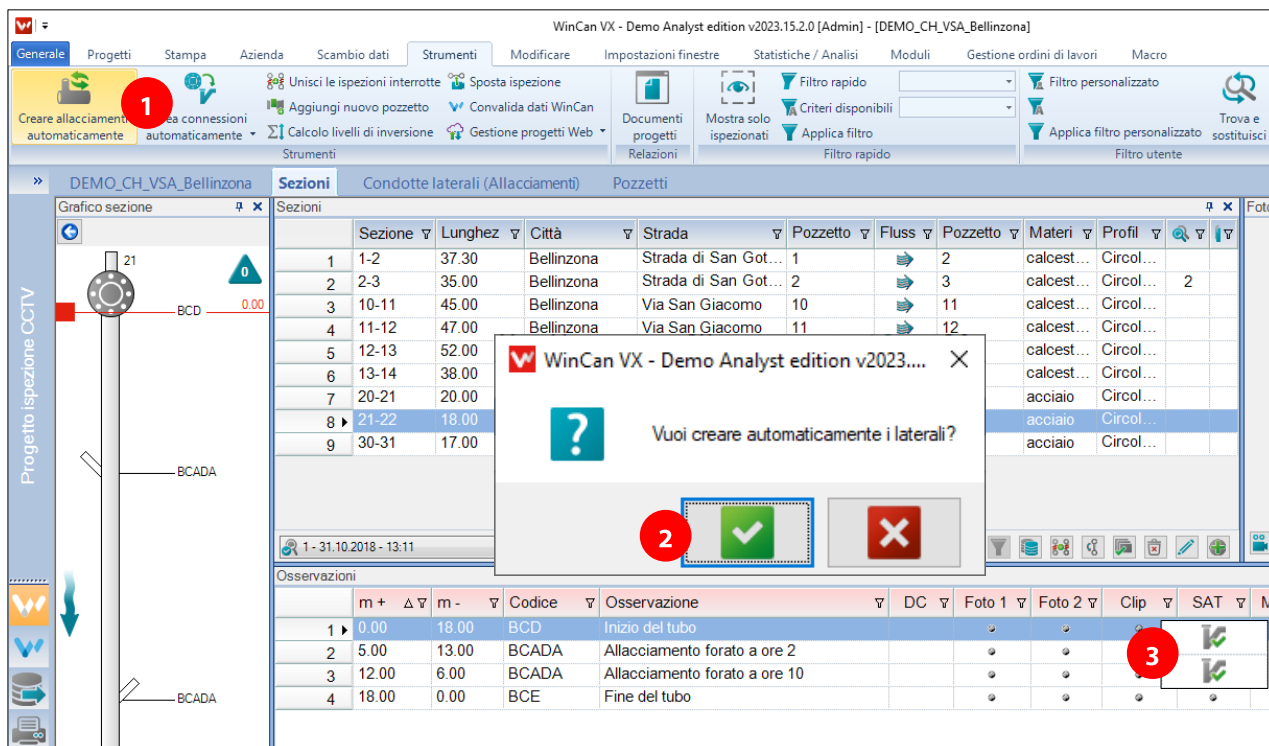 WinCan VX - Demo Analyst edition v2023.15.2.0 [Admin] - [DEMO_CH_VSA_Bellinzona]
Generale Progetti Stampa Azienda Scambio dati Strumenti Modificare Impostazioni finestre Statistiche / Analisi Moduli Gestione ordini di lavori Macro
Creare allacciamenti automaticamente
1
connessioni automaticamente
Unisci le ispezioni interrotte
Aggiungi nuovo pozzetto
Calcolo livelli di inversione
Sposta ispezione
Convalida dati WinCan
Gestione progetti Web
Strumenti
Documenti progetti
Relazioni
Mostra solo ispezionati
Filtro rapido
Criteri disponibili
Applica filtro
Filtro rapido
Filtro personalizzato
Applica filtro personalizzato
Filtro utente
Trova e sostituisci
» DEMO_CH_VSA_Bellinzona Sezioni Condotte laterali (Allacciamenti) Pozzetti
Progetto ispezione CCTV
Grafico sezione
21
0
BCD 0.00
BCADA
BCADA
Sezioni
Sezione Lunghez Città Strada Pozzetto Fluss Pozzetto Materi Profil
1 1-2 37.30 Bellinzona Strada di San Got... 1 2 calcest... Circol...
2 2-3 35.00 Bellinzona Strada di San Got... 2 3 calcest... Circol... 2
3 10-11 45.00 Bellinzona Via San Giacomo 10 11 calcest... Circol...
4 11-12 47.00 Bellinzona Via San Giacomo 11 12 calcest... Circol...
5 12-13 52.00 calcest... Circol...
6 13-14 38.00 calcest... Circol...
7 20-21 20.00 acciaio Circol...
8 21-22 18.00 acciaio Circol...
9 30-31 17.00 acciaio Circol...
1 - 31.10.2018 - 13:11
WinCan VX - Demo Analyst edition v2023....
Vuoi creare automaticamente i laterali?
2
Foto
Osservazioni
m + m - Codice Osservazione DC Foto 1 Foto 2 Clip SAT M
1 0.00 18.00 BCD Inizio del tubo
2 5.00 13.00 BCADA Allacciamento forato a ore 2
3 12.00 6.00 BCADA Allacciamento forato a ore 10
4 18.00 0.00 BCE Fine del tubo
3